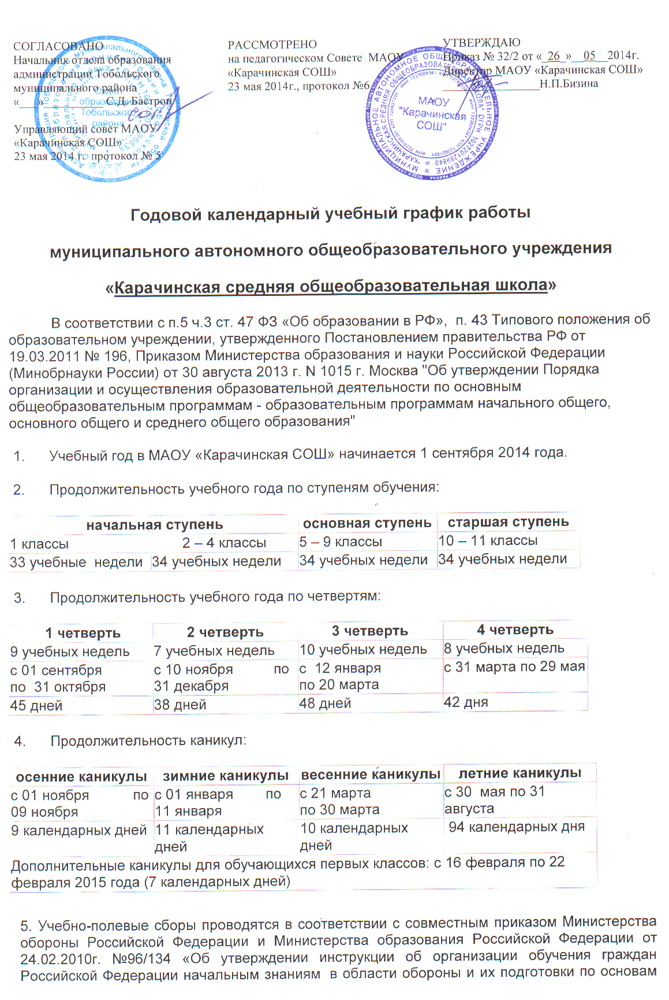 СОГЛАСОВАНО
Начальник отдела образования
администрации Тобольского
муниципального района
«___»__________ С.Д. Бастрон
Управляющий совет МАОУ
«Карачинская СОШ»
23 мая 2014 г. протокол № 5
РАССМОТРЕНО
на педагогическом Совете МАОУ
«Карачинская СОШ»
23 мая 2014г., протокол №6
УТВЕРЖДАЮ
Приказ № 32/2 от «_26_»__05__2014г.
Директор МАОУ «Карачинская СОШ»
________________Н.П.Бизина
Отдел
образования
Тобольского
района
МАОУ
"Карачинская
СОШ"
Годовой календарный учебный график работы
муниципального автономного общеобразовательного учреждения
«Карачинская средняя общеобразовательная школа»
В соответствии с п.5 ч.3 ст. 47 ФЗ «Об образовании в РФ», п. 43 Типового положения об
образовательном учреждении, утвержденного Постановлением правительства РФ от
19.03.2011 № 196, Приказом Министерства образования и науки Российской Федерации
(Минобрнауки России) от 30 августа 2013 г. N 1015 г. Москва "Об утверждении Порядка
организации и осуществления образовательной деятельности по основным
общеобразовательным программам - образовательным программам начального общего,
основного общего и среднего общего образования"
1. Учебный год в МАОУ «Карачинская СОШ» начинается 1 сентября 2014 года.
2. Продолжительность учебного года по ступеням обучения:
начальная ступень основная ступень старшая ступень
1 классы 2 – 4 классы 5 – 9 классы 10 – 11 классы
33 учебные недели 34 учебных недели 34 учебных недели 34 учебных недели
3. Продолжительность учебного года по четвертям:
1 четверть 2 четверть 3 четверть 4 четверть
9 учебных недель 7 учебных недель 10 учебных недель 8 учебных недель
с 01 сентября с 10 ноября по с 12 января с 31 марта по 29 мая
по 31 октября 31 декабря по 20 марта
45 дней 38 дней 48 дней 42 дня
4. Продолжительность каникул:
осенние каникулы зимние каникулы весенние каникулы летние каникулы
с 01 ноября по с 01 января по с 21 марта с 30 мая по 31
09 ноября 11 января по 30 марта августа
9 календарных дней 11 календарных 10 календарных 94 календарных дня
дней дней
Дополнительные каникулы для обучающихся первых классов: с 16 февраля по 22
февраля 2015 года (7 календарных дней)
5. Учебно-полевые сборы проводятся в соответствии с совместным приказом Министерства
обороны Российской Федерации и Министерства образования Российской Федерации от
24.02.2010г. №96/134 «Об утверждении инструкции об организации обучения граждан
Российской Федерации начальным знаниям в области обороны и их подготовки по основам